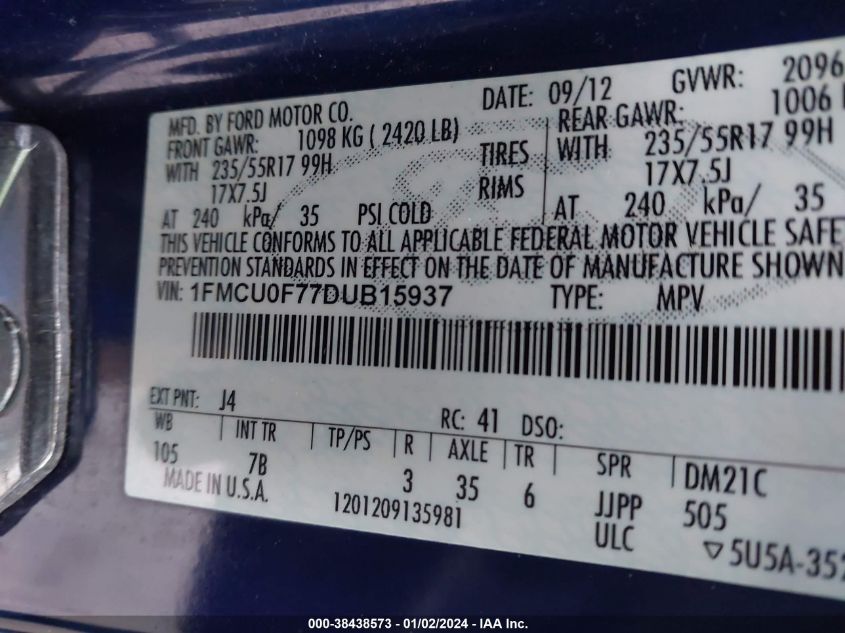 MFD. BY FORD MOTOR CO. DATE: 09/12 GVWR: 2096
FRONT GAWR: 1098 KG ( 2420 LB) REAR GAWR: 1006
WITH 235/55R17 99H TIRES WITH 235/55R17 99H
17X7.5J RIMS 17X7.5J
AT 240 kPa/ 35 PSI COLD AT 240 kPa/ 35
THIS VEHICLE CONFORMS TO ALL APPLICABLE FEDERAL MOTOR VEHICLE SAFE
PREVENTION STANDARDS IN EFFECT ON THE DATE OF MANUFACTURE SHOWN
VIN: 1FMCU0F77DUB15937 TYPE: MPV
EXT PNT: J4 RC: 41 DSO:
WB INT TR TP/PS R AXLE TR SPR DM21C
105 7B 3 35 6 JJPP 505
MADE IN U.S.A. 1201209135981 ULC ▽5U5A-352
000-38438573 - 01/02/2024 - IAA Inc.